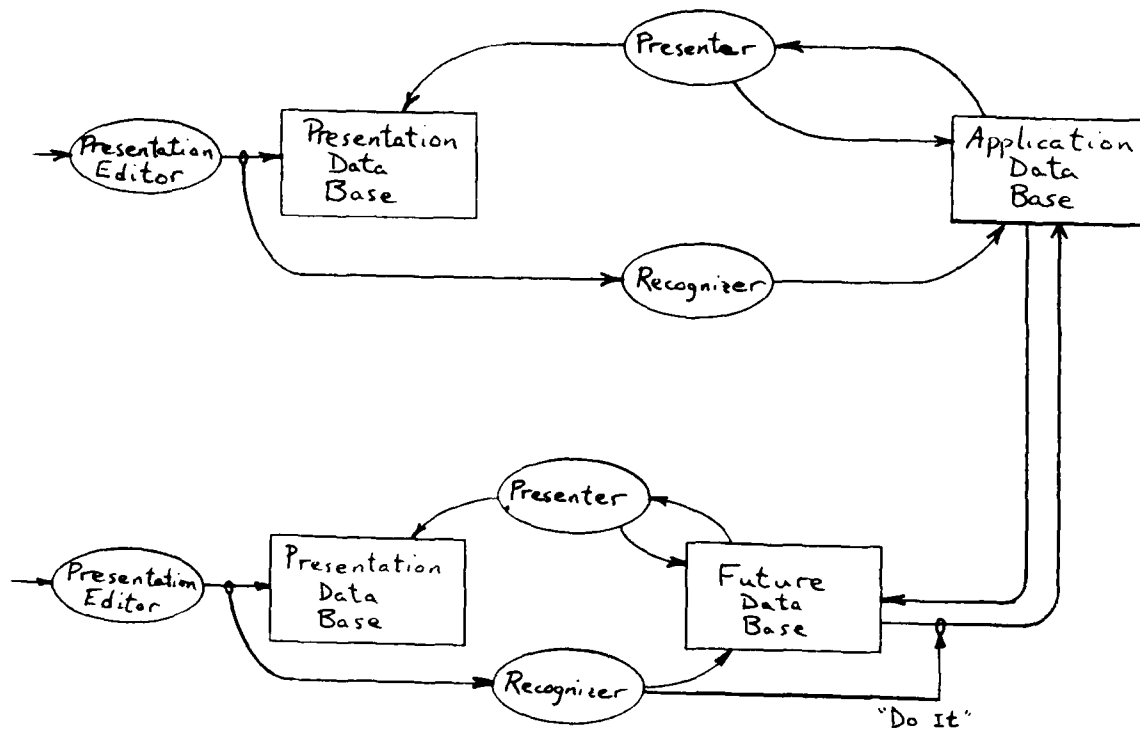 Presenter
Presentation
Editor
Presentation
Data
Base
Application
Data
Base
Recognizer
Presenter
Presentation
Editor
Presentation
Data
Base
Future
Data
Base
Recognizer
"Do It"